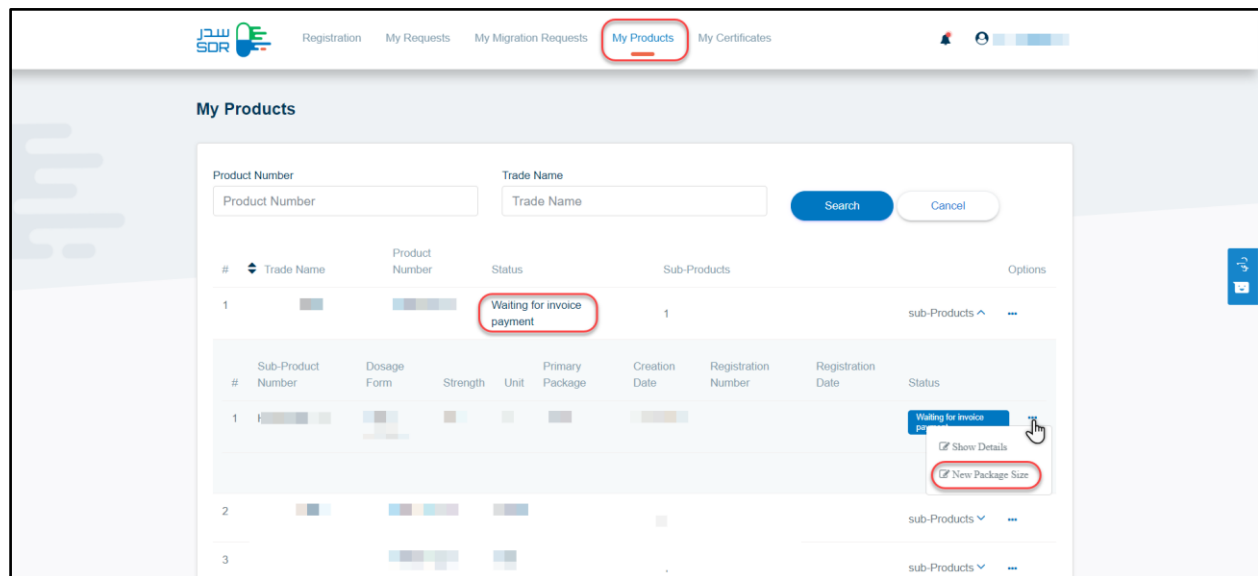 سدر
SDR
Registration My Requests My Migration Requests My Products My Certificates
My Products
Product Number Trade Name
Product Number Trade Name Search Cancel
# Trade Name Product Number Status Sub-Products Options
1 Waiting for invoice payment 1 sub-Products ...
# Sub-Product Number Dosage Form Strength Unit Primary Package Creation Date Registration Number Registration Date Status
1 Waiting for invoice
Show Details
New Package Size
2 sub-Products ...
3 sub-Products ...